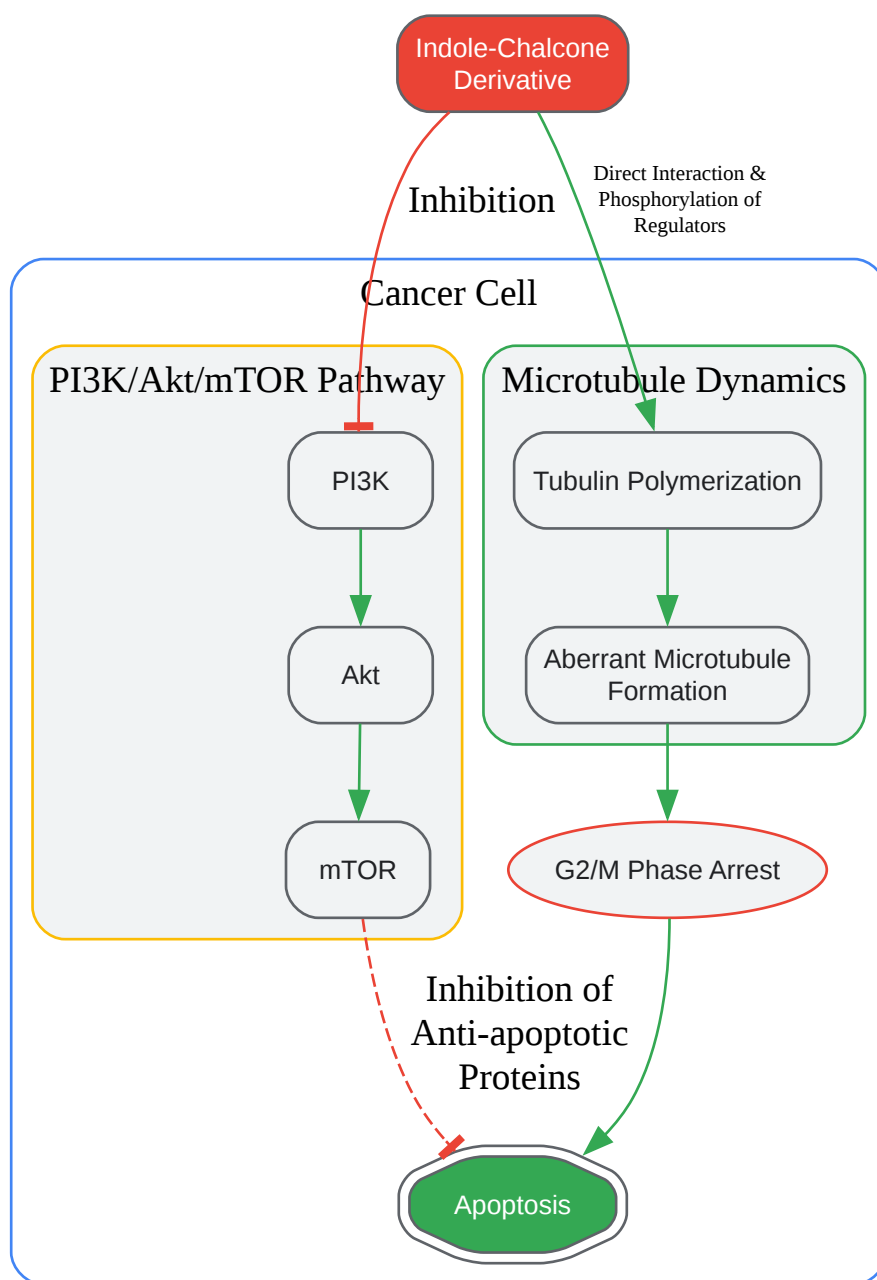 Indole-Chalcone
Derivative
Inhibition
Direct Interaction &
Phosphorylation of
Regulators
Cancer Cell
PI3K/Akt/mTOR Pathway
Microtubule Dynamics
PI3K
Tubulin Polymerization
Akt
Aberrant Microtubule
Formation
mTOR
G2/M Phase Arrest
Inhibition of
Anti-apoptotic
Proteins
Apoptosis